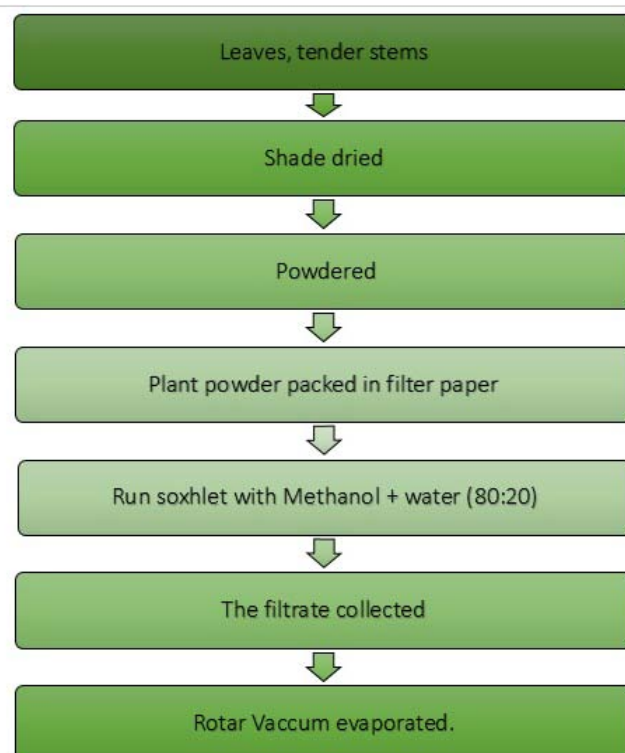 Leaves, tender stems
Shade dried
Powdered
Plant powder packed in filter paper
Run soxhlet with Methanol + water (80:20)
The filtrate collected
Rotar Vaccum evaporated.